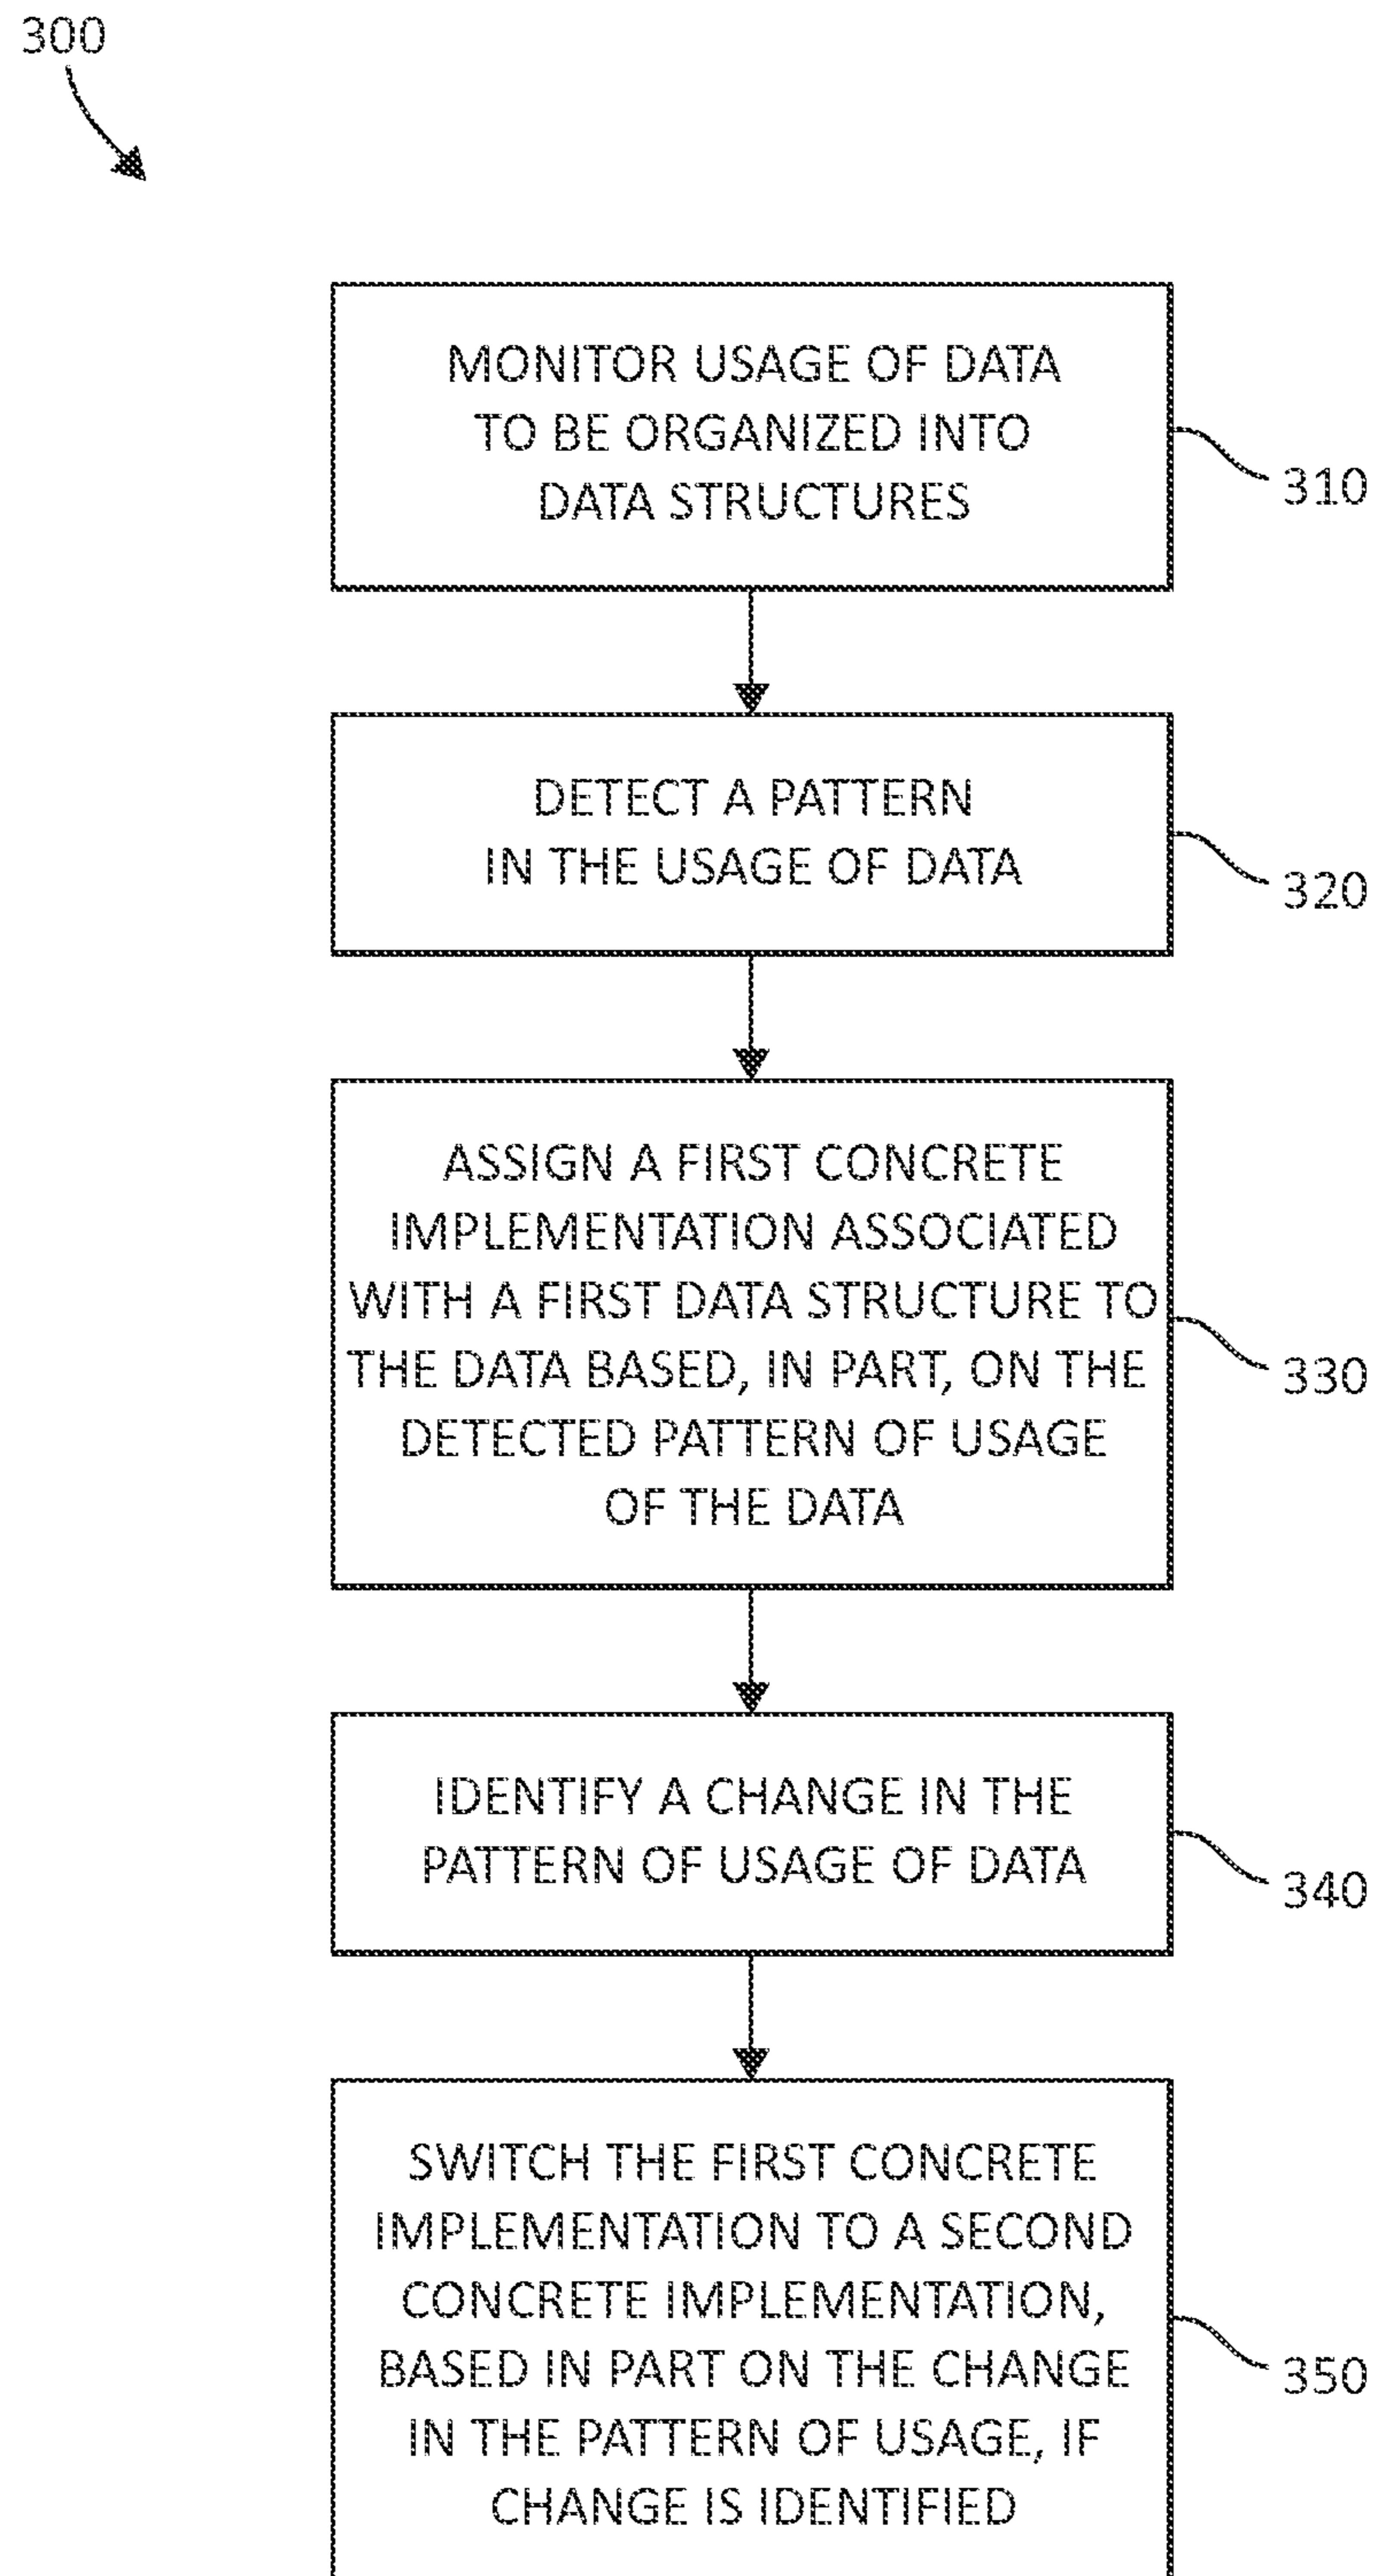 300
MONITOR USAGE OF DATA
TO BE ORGANIZED INTO
DATA STRUCTURES
310
DETECT A PATTERN
IN THE USAGE OF DATA
320
ASSIGN A FIRST CONCRETE
IMPLEMENTATION ASSOCIATED
WITH A FIRST DATA STRUCTURE TO
THE DATA BASED, IN PART, ON THE
DETECTED PATTERN OF USAGE
OF THE DATA
330
IDENTIFY A CHANGE IN THE
PATTERN OF USAGE OF DATA
340
SWITCH THE FIRST CONCRETE
IMPLEMENTATION TO A SECOND
CONCRETE IMPLEMENTATION,
BASED IN PART ON THE CHANGE
IN THE PATTERN OF USAGE, IF
CHANGE IS IDENTIFIED
350